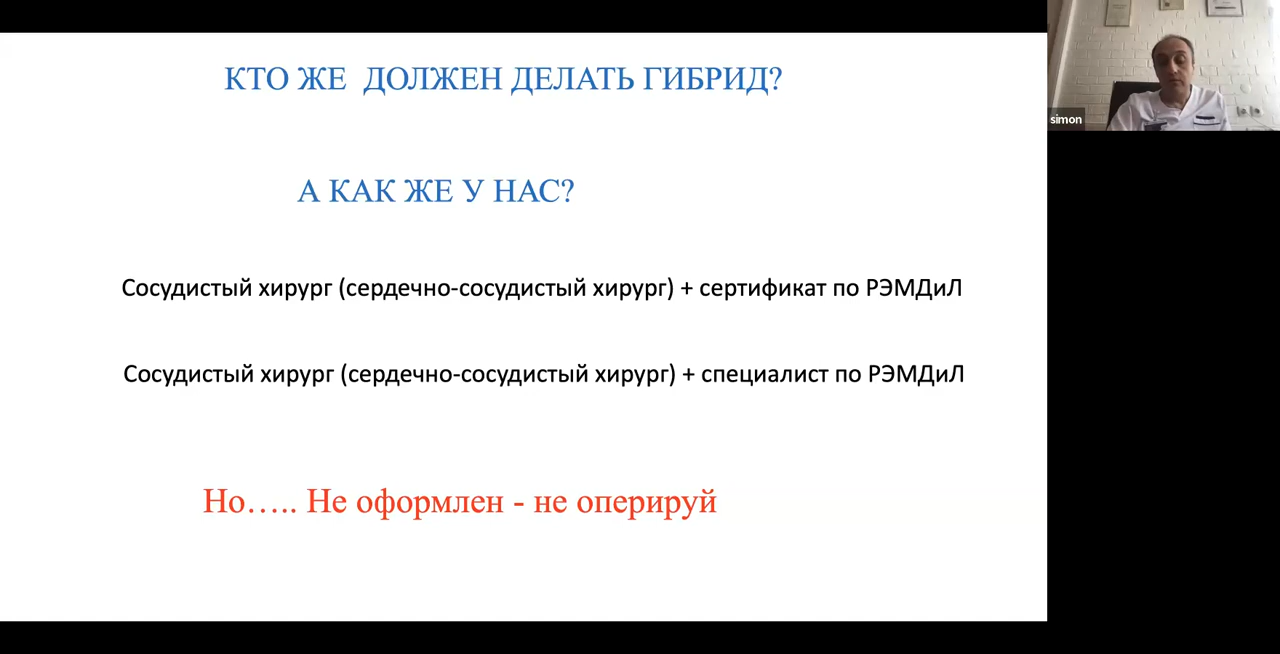 КТО ЖЕ ДОЛЖЕН ДЕЛАТЬ ГИБРИД?
А КАК ЖЕ У НАС?
Сосудистый хирург (сердечно-сосудистый хирург) + сертификат по РЭМДиЛ
Сосудистый хирург (сердечно-сосудистый хирург) + специалист по РЭМДиЛ
Но….. Не оформлен - не оперируй
simon